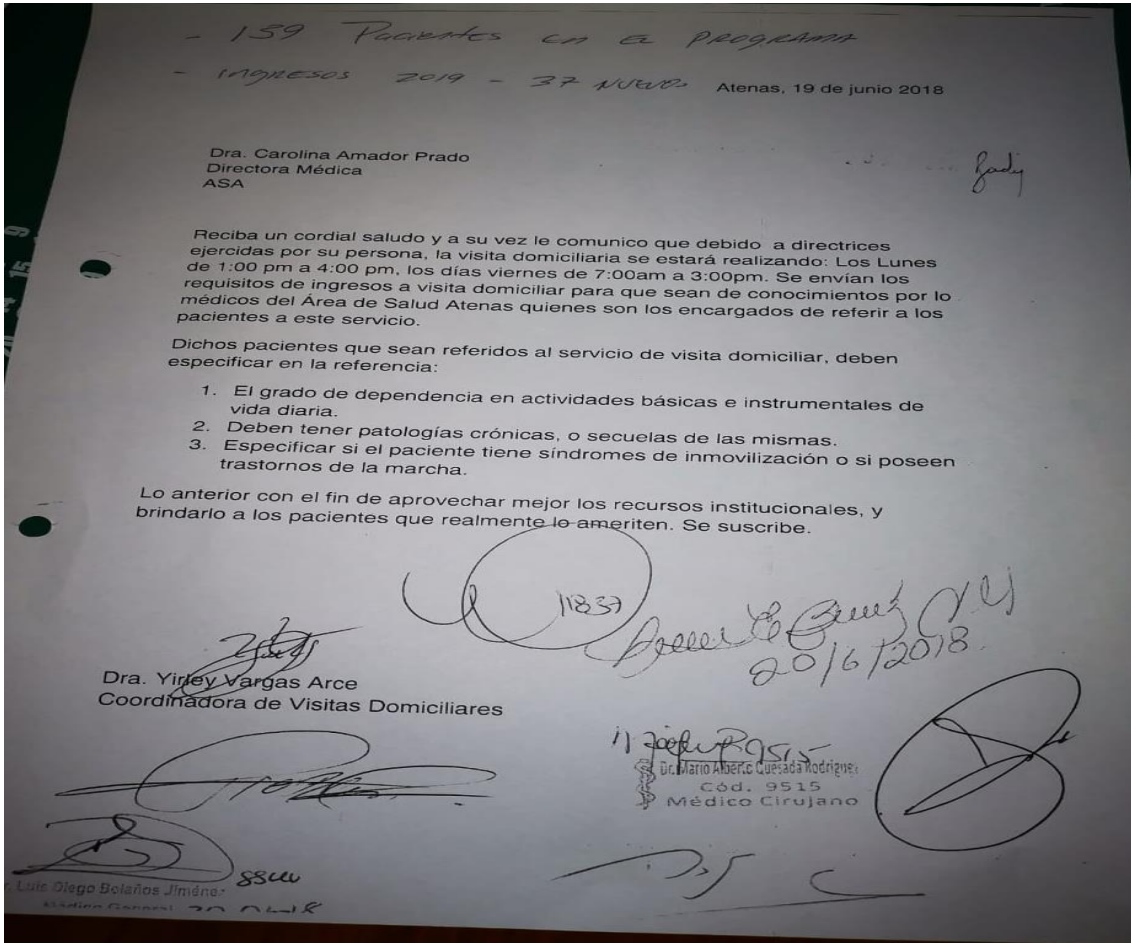 - 159 Pacientes en el PROGRAMA
- INGRESOS 2019 - 37 NUEVOS
Atenas, 19 de junio 2018
Dra. Carolina Amador Prado
Directora Médica
ASA
Reciba un cordial saludo y a su vez le comunico que debido a directrices
ejercidas por su persona, la visita domiciliaria se estará realizando: Los Lunes
de 1:00 pm a 4:00 pm, los días viernes de 7:00am a 3:00pm. Se envían los
requisitos de ingresos a visita domiciliar para que sean de conocimientos por lo
médicos del Área de Salud Atenas quienes son los encargados de referir a los
pacientes a este servicio.
Dichos pacientes que sean referidos al servicio de visita domiciliar, deben
especificar en la referencia:
1. El grado de dependencia en actividades básicas e instrumentales de
vida diaria.
2. Deben tener patologías crónicas, o secuelas de las mismas.
3. Especificar si el paciente tiene síndromes de inmovilización o si poseen
trastornos de la marcha.
Lo anterior con el fin de aprovechar mejor los recursos institucionales, y
brindarlo a los pacientes que realmente lo ameriten. Se suscribe.
11837
20/6/2018.
Dra. Yirley Vargas Arce
Coordinadora de Visitas Domiciliares
9515
Dr. Mario Alberto Quesada Rodríguez
Cód. 9515
Médico Cirujano
Luis Diego Bolaños Jiménez
Médico General